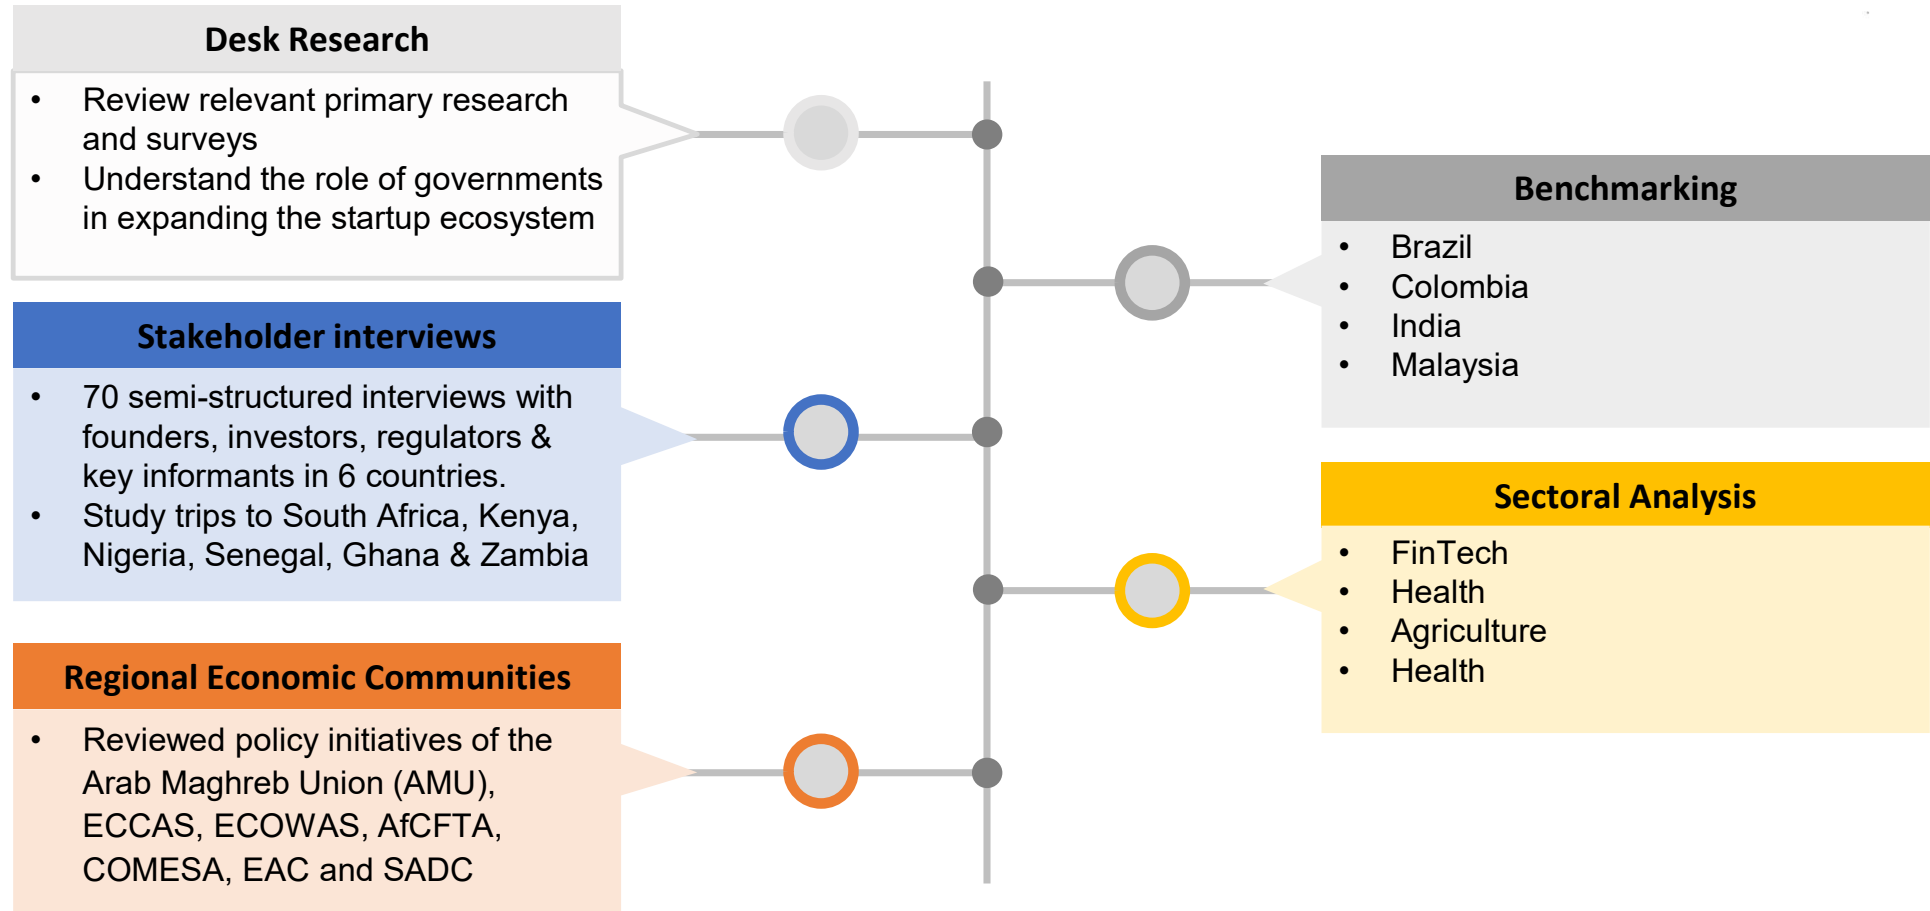 Desk Research
• Review relevant primary research
and surveys
• Understand the role of governments
in expanding the startup ecosystem
Benchmarking
• Brazil
• Colombia
• India
• Malaysia
Stakeholder interviews
• 70 semi-structured interviews with
founders, investors, regulators &
key informants in 6 countries.
• Study trips to South Africa, Kenya,
Nigeria, Senegal, Ghana & Zambia
Sectoral Analysis
• FinTech
• Health
• Agriculture
• Health
Regional Economic Communities
• Reviewed policy initiatives of the
Arab Maghreb Union (AMU),
ECCAS, ECOWAS, AfCFTA,
COMESA, EAC and SADC